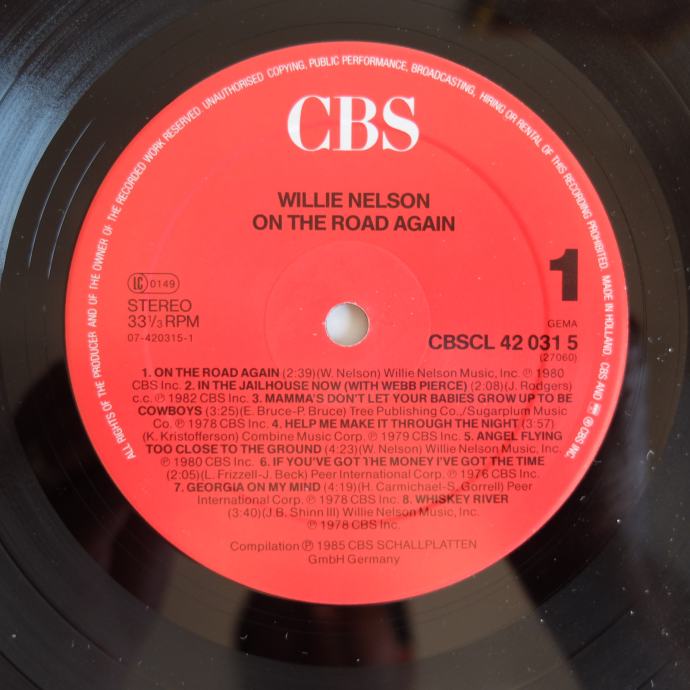 ALL RIGHTS OF THE PRODUCER AND OF THE OWNER OF THE RECORDED WORK RESERVED. UNAUTHORISED COPYING, PUBLIC PERFORMANCE, BROADCASTING, HIRING OR RENTAL OF THIS RECORDING PROHIBITED. MADE IN HOLLAND. CBS AND ® CBS INC.
CBS
WILLIE NELSON
ON THE ROAD AGAIN
1
LC 0149
STEREO
33 1/3 RPM
07-420315-1
GEMA
CBSCL 42 031 5
(27060)
1. ON THE ROAD AGAIN (2:39)(W. Nelson) Willie Nelson Music, Inc. ℗ 1980
CBS Inc. 2. IN THE JAILHOUSE NOW (WITH WEBB PIERCE) (2:08)(J. Rodgers)
c.c. ℗ 1982 CBS Inc. 3. MAMMA'S DON'T LET YOUR BABIES GROW UP TO BE
COWBOYS (3:25)(E. Bruce-P. Bruce) Tree Publishing Co./Sugarplum Music
Co ℗ 1978 CBS Inc. 4. HELP ME MAKE IT THROUGH THE NIGHT (3:57)
(K. Kristofferson) Combine Music Corp. ℗ 1979 CBS Inc. 5. ANGEL FLYING
TOO CLOSE TO THE GROUND (4:23)(W. Nelson) Willie Nelson Music, Inc.
℗ 1980 CBS Inc. 6. IF YOU'VE GOT THE MONEY I'VE GOT THE TIME
(2:05)(L. Frizzell-J. Beck) Peer International Corp. ℗ 1976 CBS Inc.
7. GEORGIA ON MY MIND (4:19)(H. Carmichael-S. Gorrell) Peer
International Corp. ℗ 1978 CBS Inc. 8. WHISKEY RIVER
(3:40)(J.B. Shinn III) Willie Nelson Music, Inc.
℗ 1978 CBS Inc.
Compilation ℗ 1985 CBS SCHALLPLATTEN
GmbH Germany